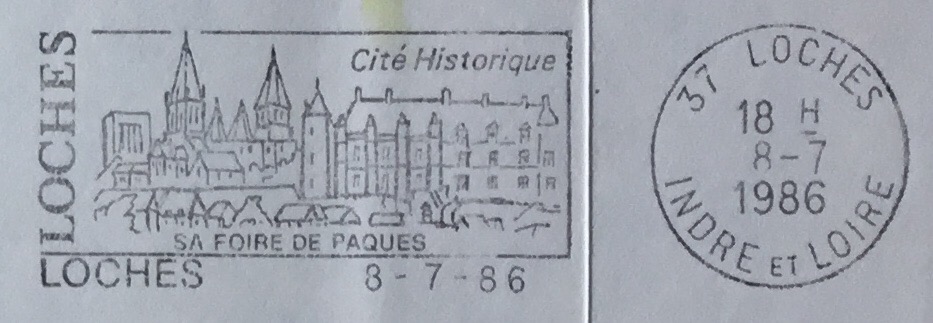 LOCHES
Cité Historique
SA FOIRE DE PAQUES
LOCHES 8-7-86
37 LOCHES
18 H
8-7
1986
INDRE ET LOIRE